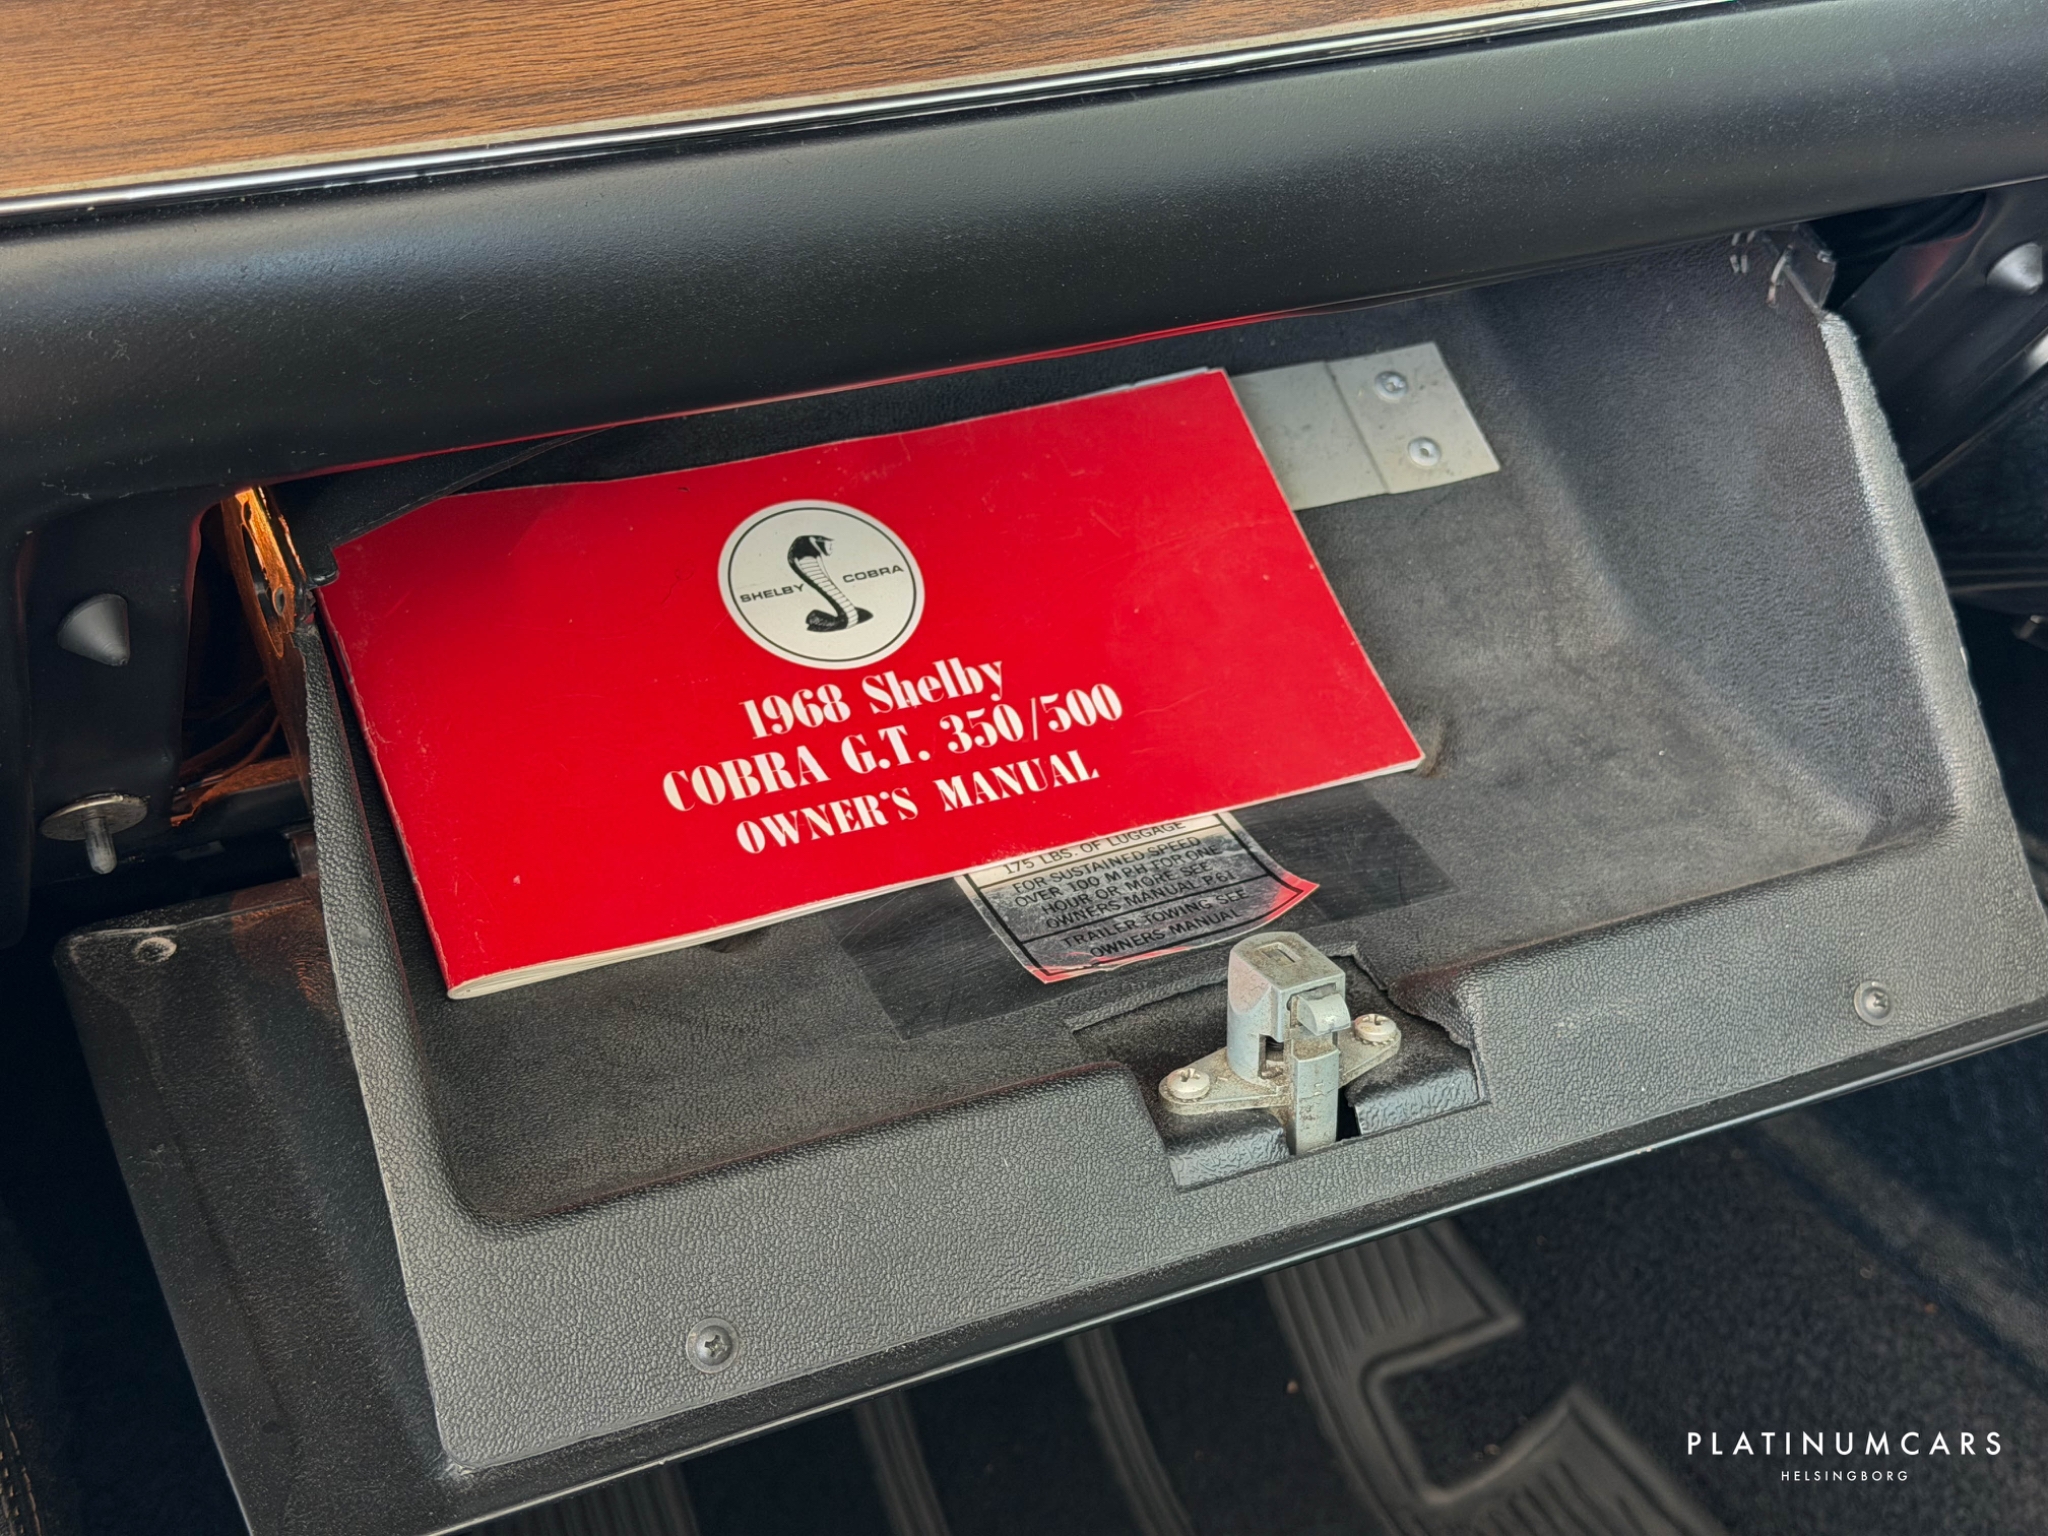 SHELBY COBRA
1968 Shelby
COBRA G.T. 350/500
OWNER'S MANUAL
175 LBS. OF LUGGAGE
FOR SUSTAINED SPEED
OVER 100 M.P.H. FOR ONE
HOUR OR MORE SEE
OWNERS MANUAL P.61
TRAILER TOWING SEE
OWNERS MANUAL
PLATINUMCARS
HELSINGBORG